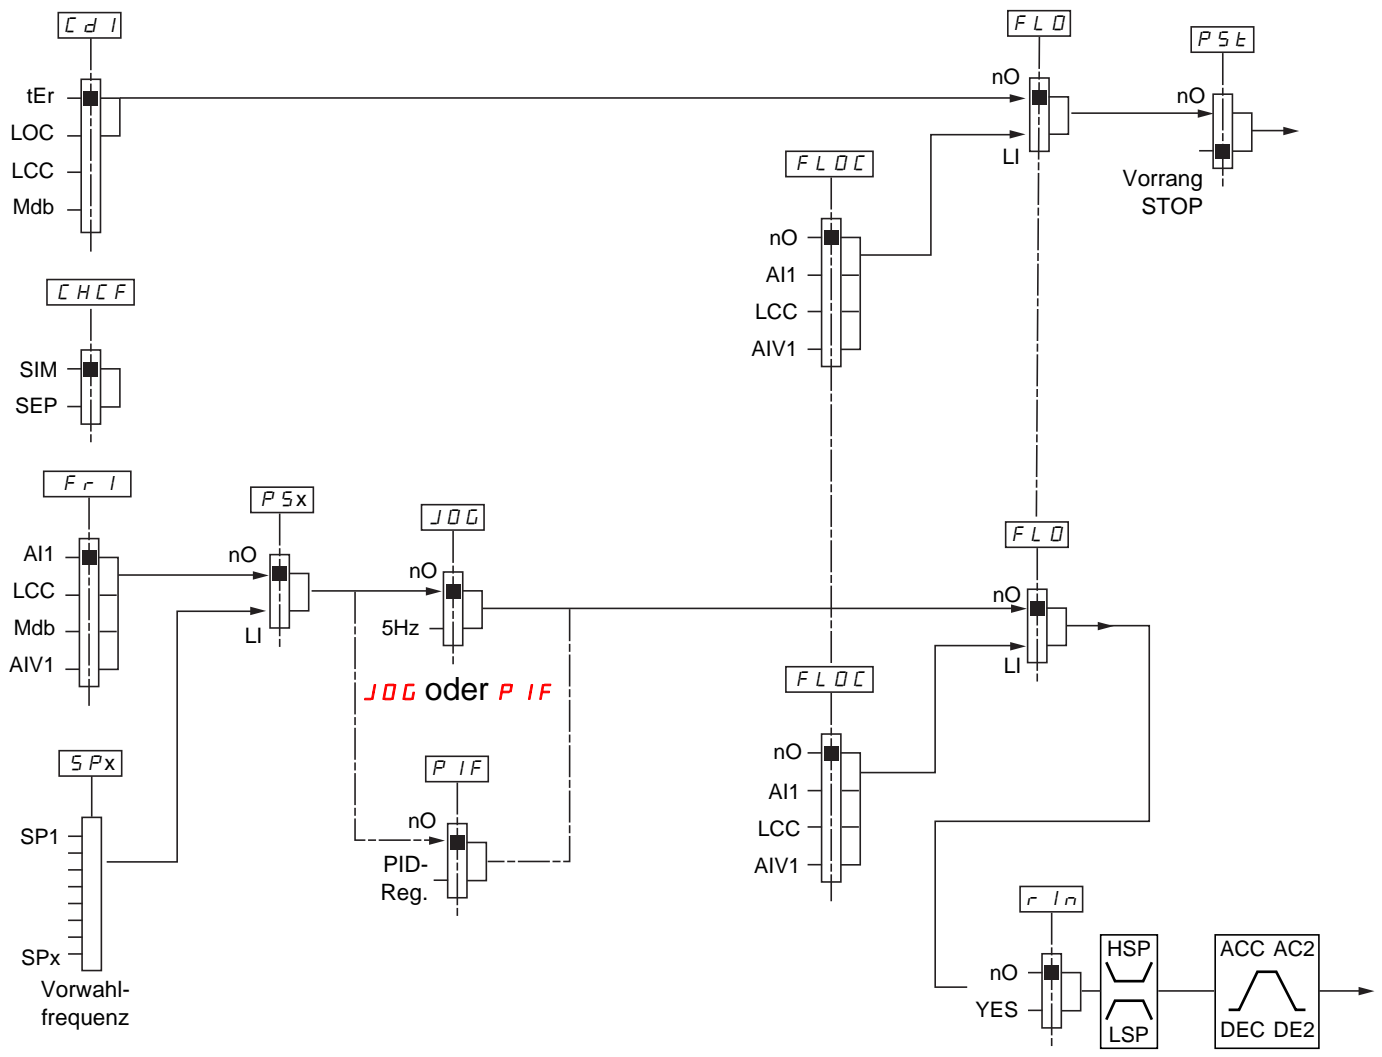 Cd1
tEr
LOC
LCC
Mdb
FLO
nO
LI
PSt
nO
Vorrang
STOP
FLOC
nO
AI1
LCC
AIV1
CHCF
SIM
SEP
Fr1
AI1
LCC
Mdb
AIV1
PSx
nO
LI
JOG
nO
5Hz
JOG oder PIF
FLO
nO
LI
SPx
SP1
SPx
Vorwahl-
frequenz
PIF
nO
PID-
Reg.
FLOC
nO
AI1
LCC
AIV1
rIn
nO
YES
HSP
LSP
ACC AC2
DEC DE2